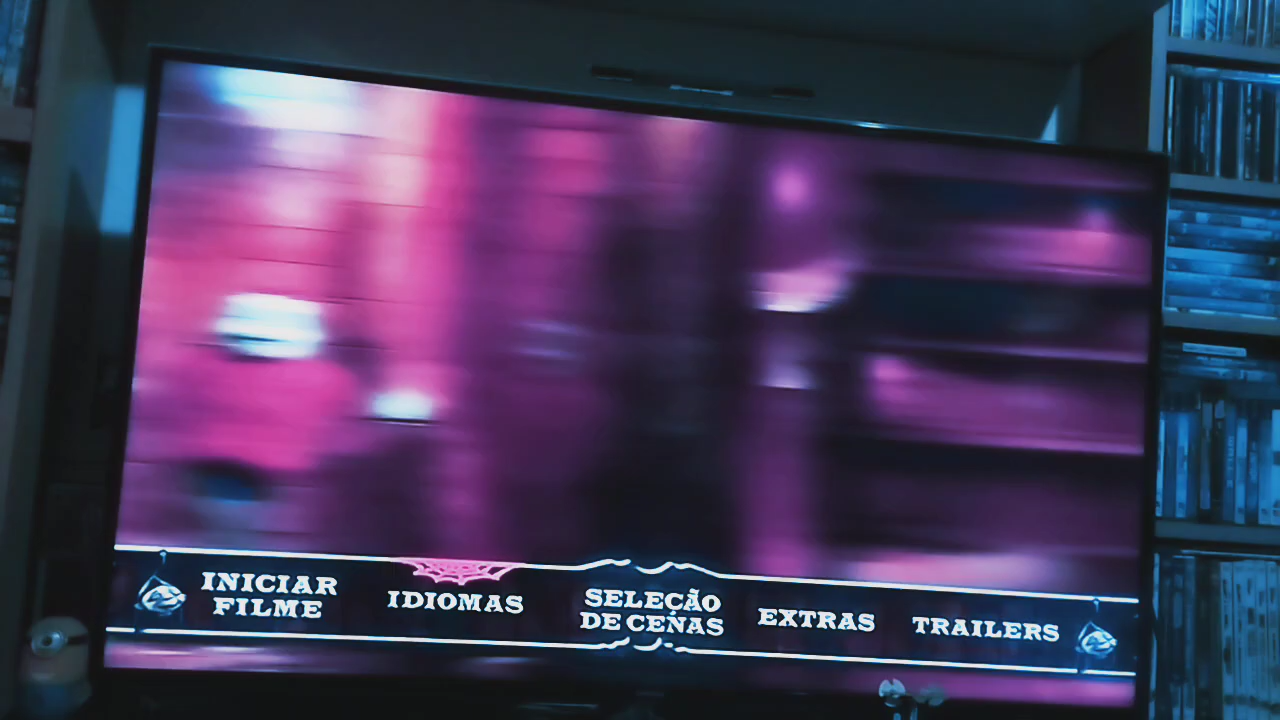 INICIAR
FILME
IDIOMAS
SELEÇÃO
DE CENAS
EXTRAS
TRAILERS